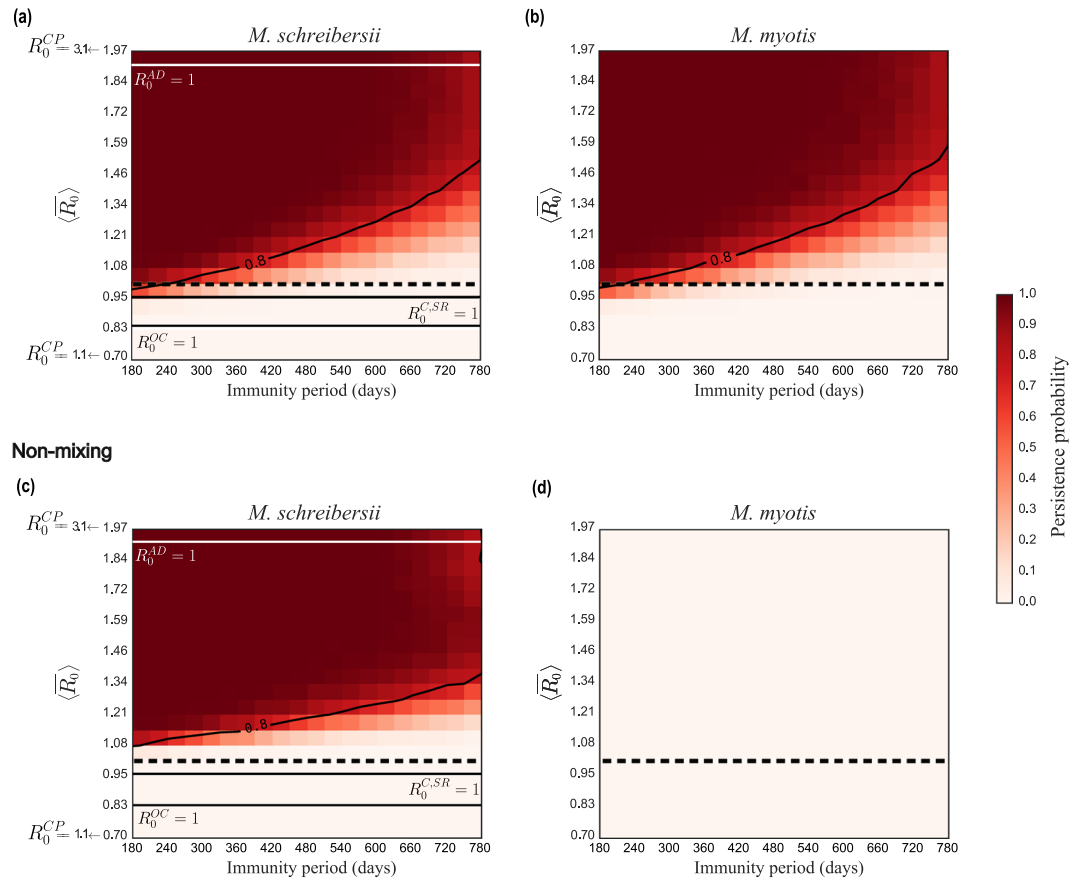 (a)
M. schreibersii
R_0^{CP} = 3.1← 1.97
R_0^{AD} = 1
1.84
1.72
1.59
1.46
1.34
1.21
1.08
0.95
0.83
R_0^{CP} = 1.1← 0.70
⟨R̅_0⟩
0.8
R_0^{C,SR} = 1
R_0^{OC} = 1
180 240 300 360 420 480 540 600 660 720 780
Immunity period (days)
(b)
M. myotis
1.97
1.84
1.72
1.59
1.46
1.34
1.21
1.08
0.95
0.83
0.70
⟨R̅_0⟩
0.8
180 240 300 360 420 480 540 600 660 720 780
Immunity period (days)
Non-mixing
(c)
M. schreibersii
R_0^{CP} = 3.1← 1.97
R_0^{AD} = 1
1.84
1.72
1.59
1.46
1.34
1.21
1.08
0.95
0.83
R_0^{CP} = 1.1← 0.70
⟨R̅_0⟩
0.8
R_0^{C,SR} = 1
R_0^{OC} = 1
180 240 300 360 420 480 540 600 660 720 780
Immunity period (days)
(d)
M. myotis
1.97
1.84
1.72
1.59
1.46
1.34
1.21
1.08
0.95
0.83
0.70
⟨R̅_0⟩
180 240 300 360 420 480 540 600 660 720 780
Immunity period (days)
1.0
0.9
0.8
0.7
0.6
0.5
0.4
0.3
0.2
0.1
0.0
Persistence probability